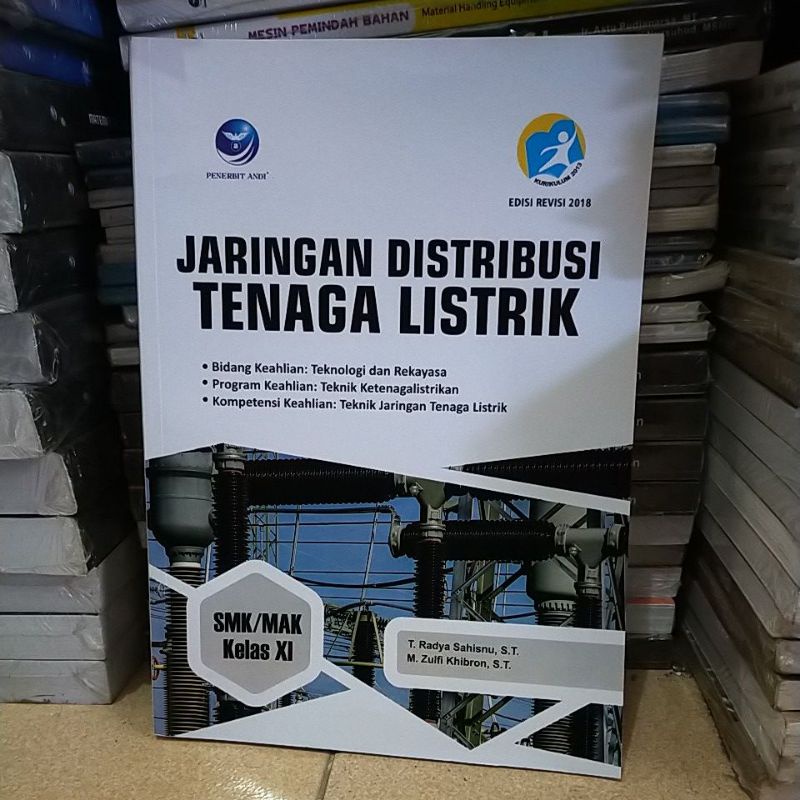 MESIN PEMINDAH BAHAN
Material Handling Equipment
PENERBIT ANDI®
KURIKULUM 2013
EDISI REVISI 2018
JARINGAN DISTRIBUSI
TENAGA LISTRIK
• Bidang Keahlian: Teknologi dan Rekayasa
• Program Keahlian: Teknik Ketenagalistrikan
• Kompetensi Keahlian: Teknik Jaringan Tenaga Listrik
SMK/MAK
Kelas XI
T. Radya Sahisnu, S.T.
M. Zulfi Khibron, S.T.